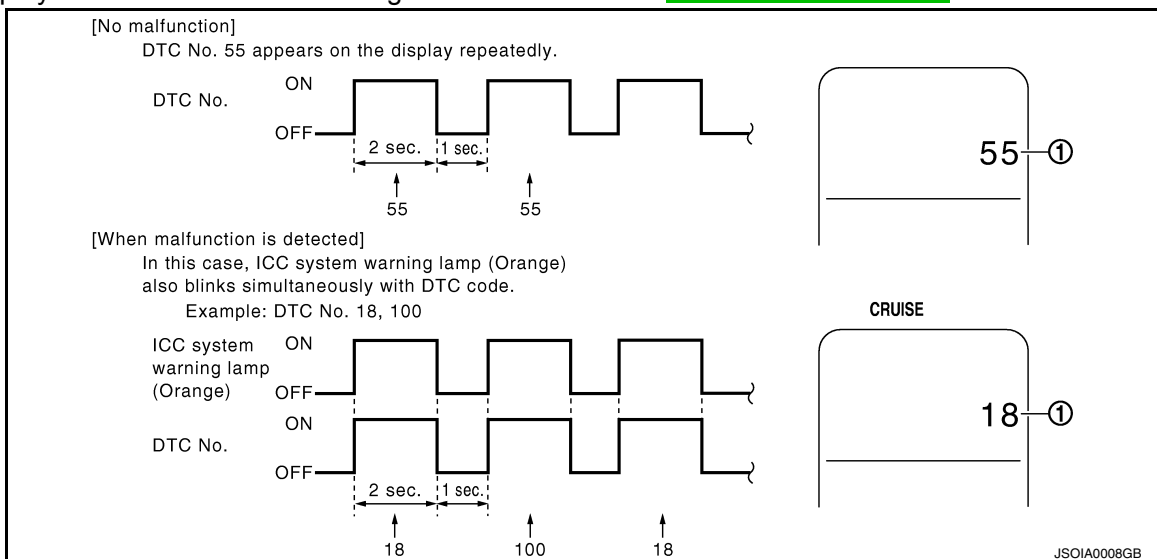 [No malfunction]
DTC No. 55 appears on the display repeatedly.
ON
DTC No.
OFF
2 sec.
1 sec.
55
55
55
①
[When malfunction is detected]
In this case, ICC system warning lamp (Orange)
also blinks simultaneously with DTC code.
Example: DTC No. 18, 100
CRUISE
ICC system
warning lamp
(Orange)
ON
OFF
18
①
ON
DTC No.
OFF
2 sec.
1 sec.
18
100
18
JSOIA0008GB